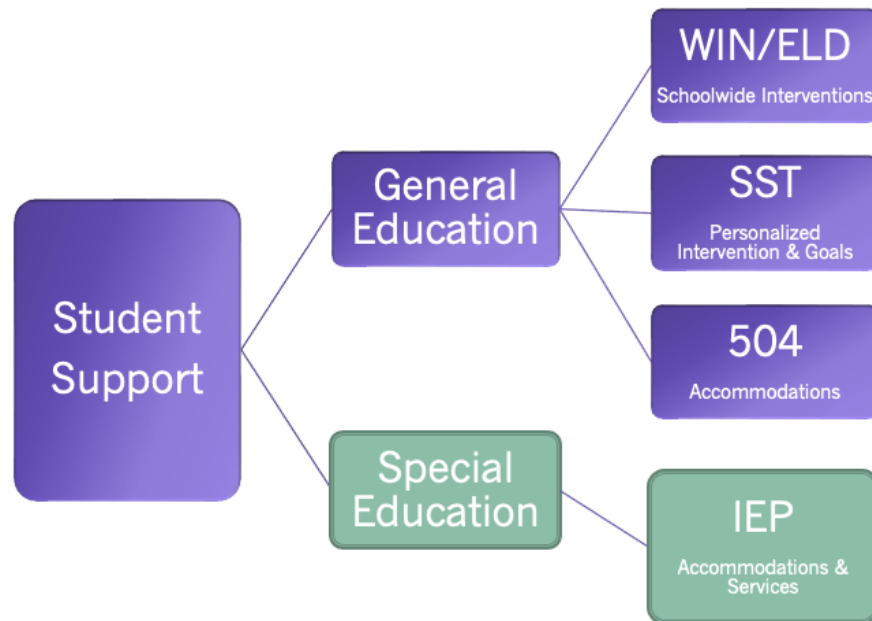 Student
Support
General
Education
Special
Education
WIN/ELD
Schoolwide Interventions
SST
Personalized
Intervention & Goals
504
Accommodations
IEP
Accommodations &
Services